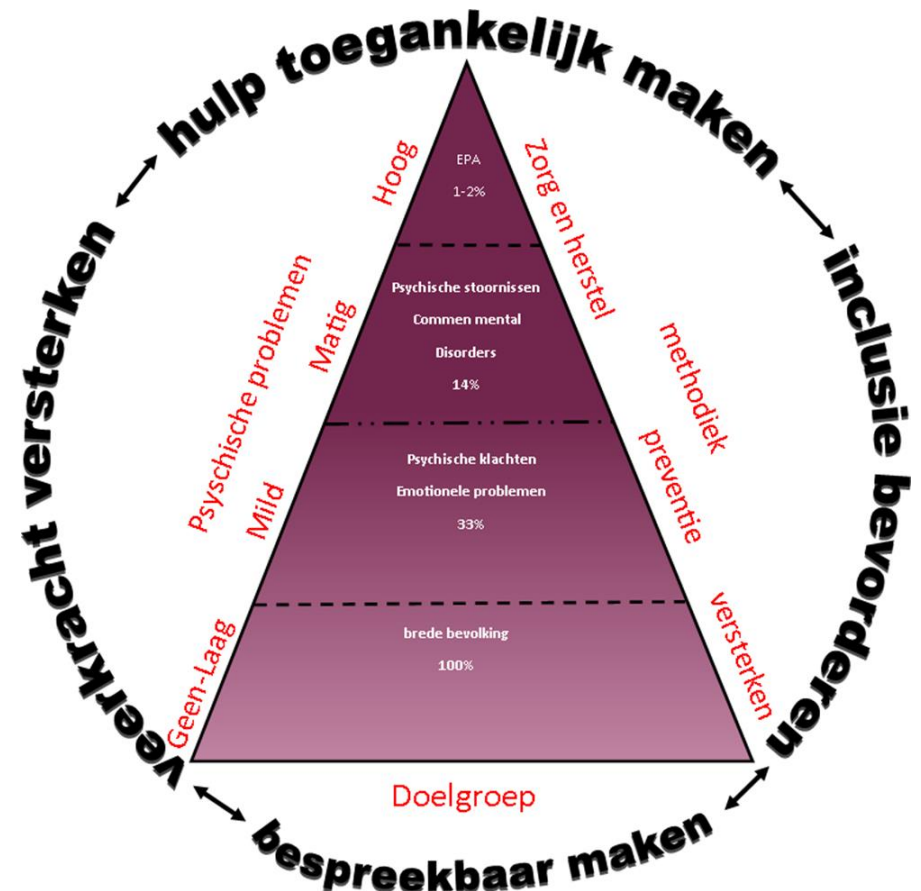 hulp toegankelijk maken
inclusie bevorderen
bespreekbaar maken
veerkracht versterken
Psyschische problemen
Hoog
Matig
Mild
Geen-Laag
EPA
1-2%
Psychische stoornissen
Commen mental
Disorders
14%
Psychische klachten
Emotionele problemen
33%
brede bevolking
100%
Zorg en herstel
methodiek
preventie
versterken
Doelgroep